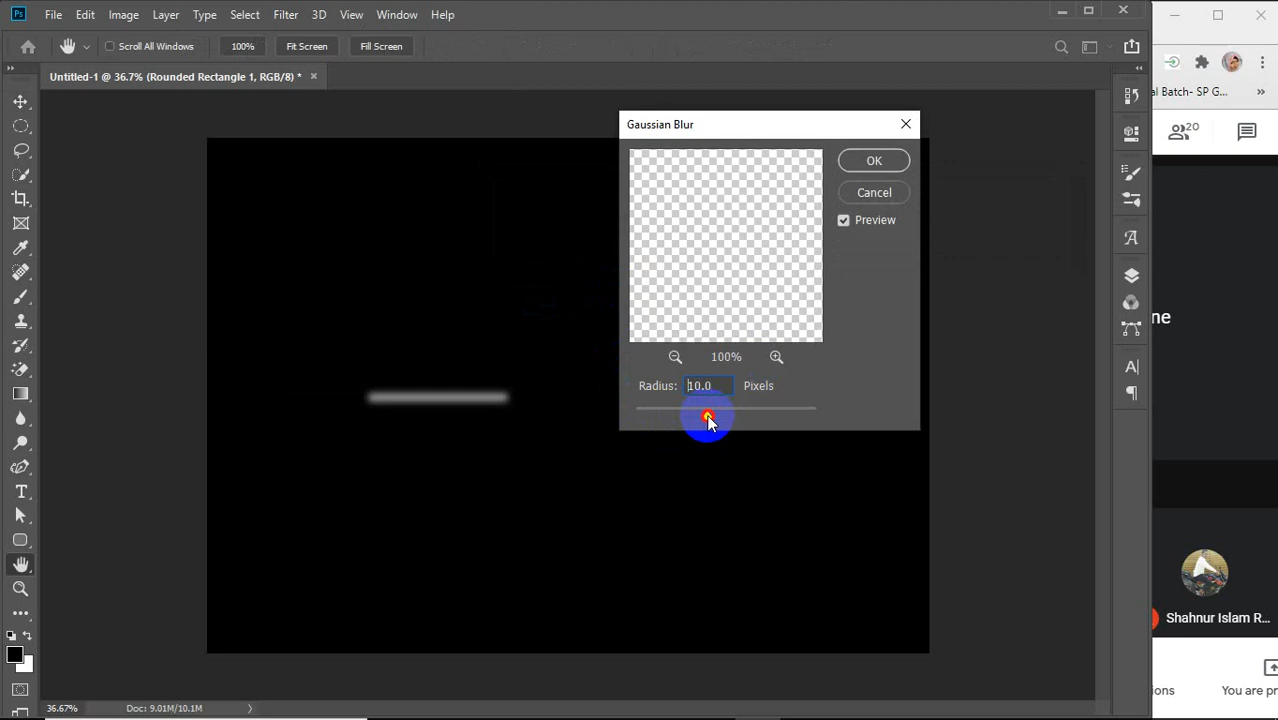 Ps File Edit Image Layer Type Select Filter 3D View Window Help
Scroll All Windows 100% Fit Screen Fill Screen
Untitled-1 @ 36.7% (Rounded Rectangle 1, RGB/8) *
al Batch- SP G...
20
Gaussian Blur
OK
Cancel
Preview
100%
Radius: 10.0 Pixels
ne
Shahnur Islam R...
ions You are pr
36.67% Doc: 9.01M/10.1M